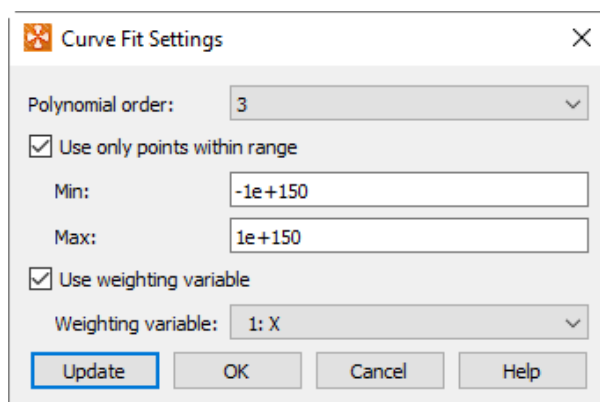 Curve Fit Settings
Polynomial order: 3
Use only points within range
Min: -1e+150
Max: 1e+150
Use weighting variable
Weighting variable: 1: X
Update OK Cancel Help